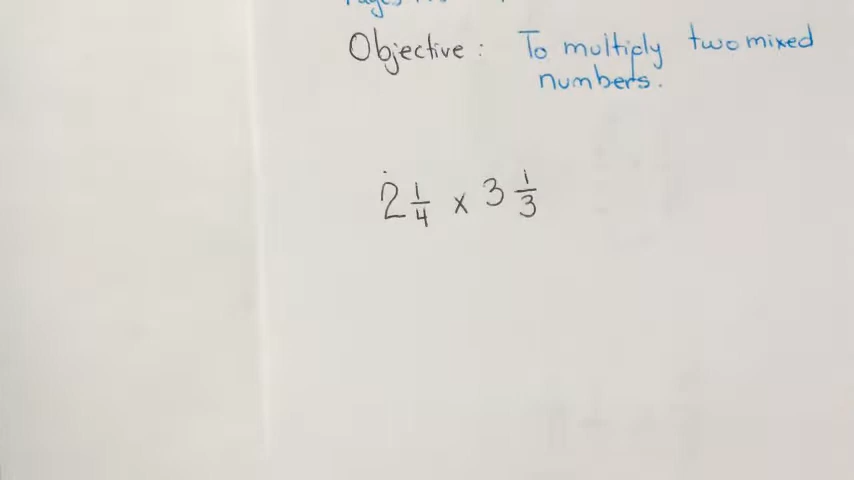 Objective: To multiply two mixed
numbers.
2 1/4 x 3 1/3